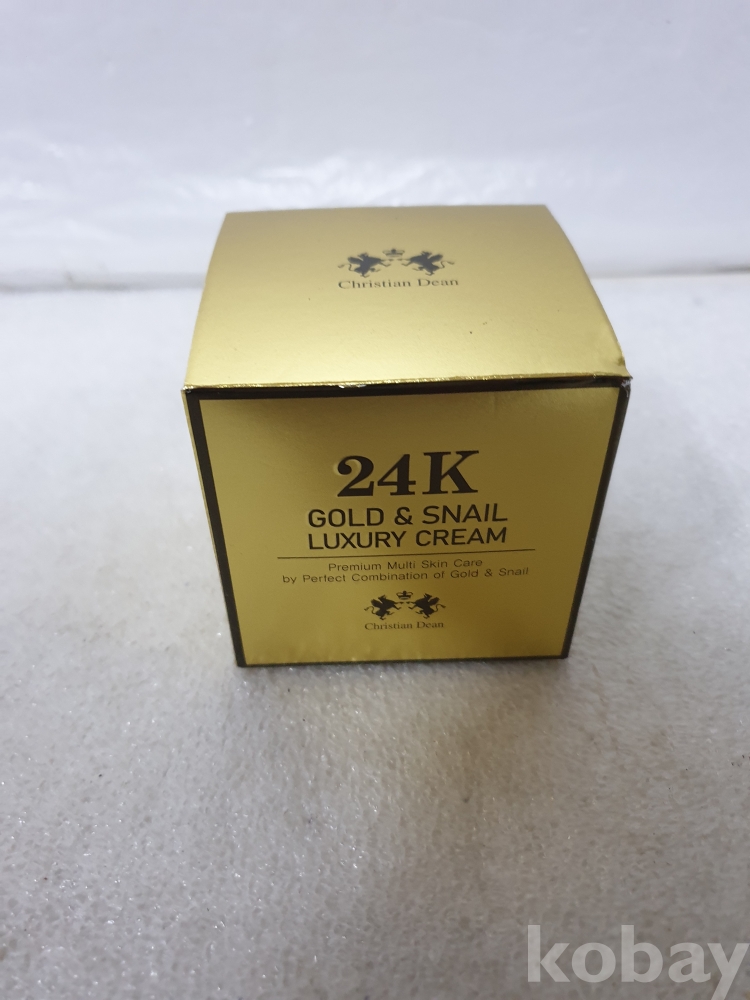 Christian Dean
24K
GOLD & SNAIL
LUXURY CREAM
Premium Multi Skin Care
by Perfect Combination of Gold & Snail
Christian Dean
kobay